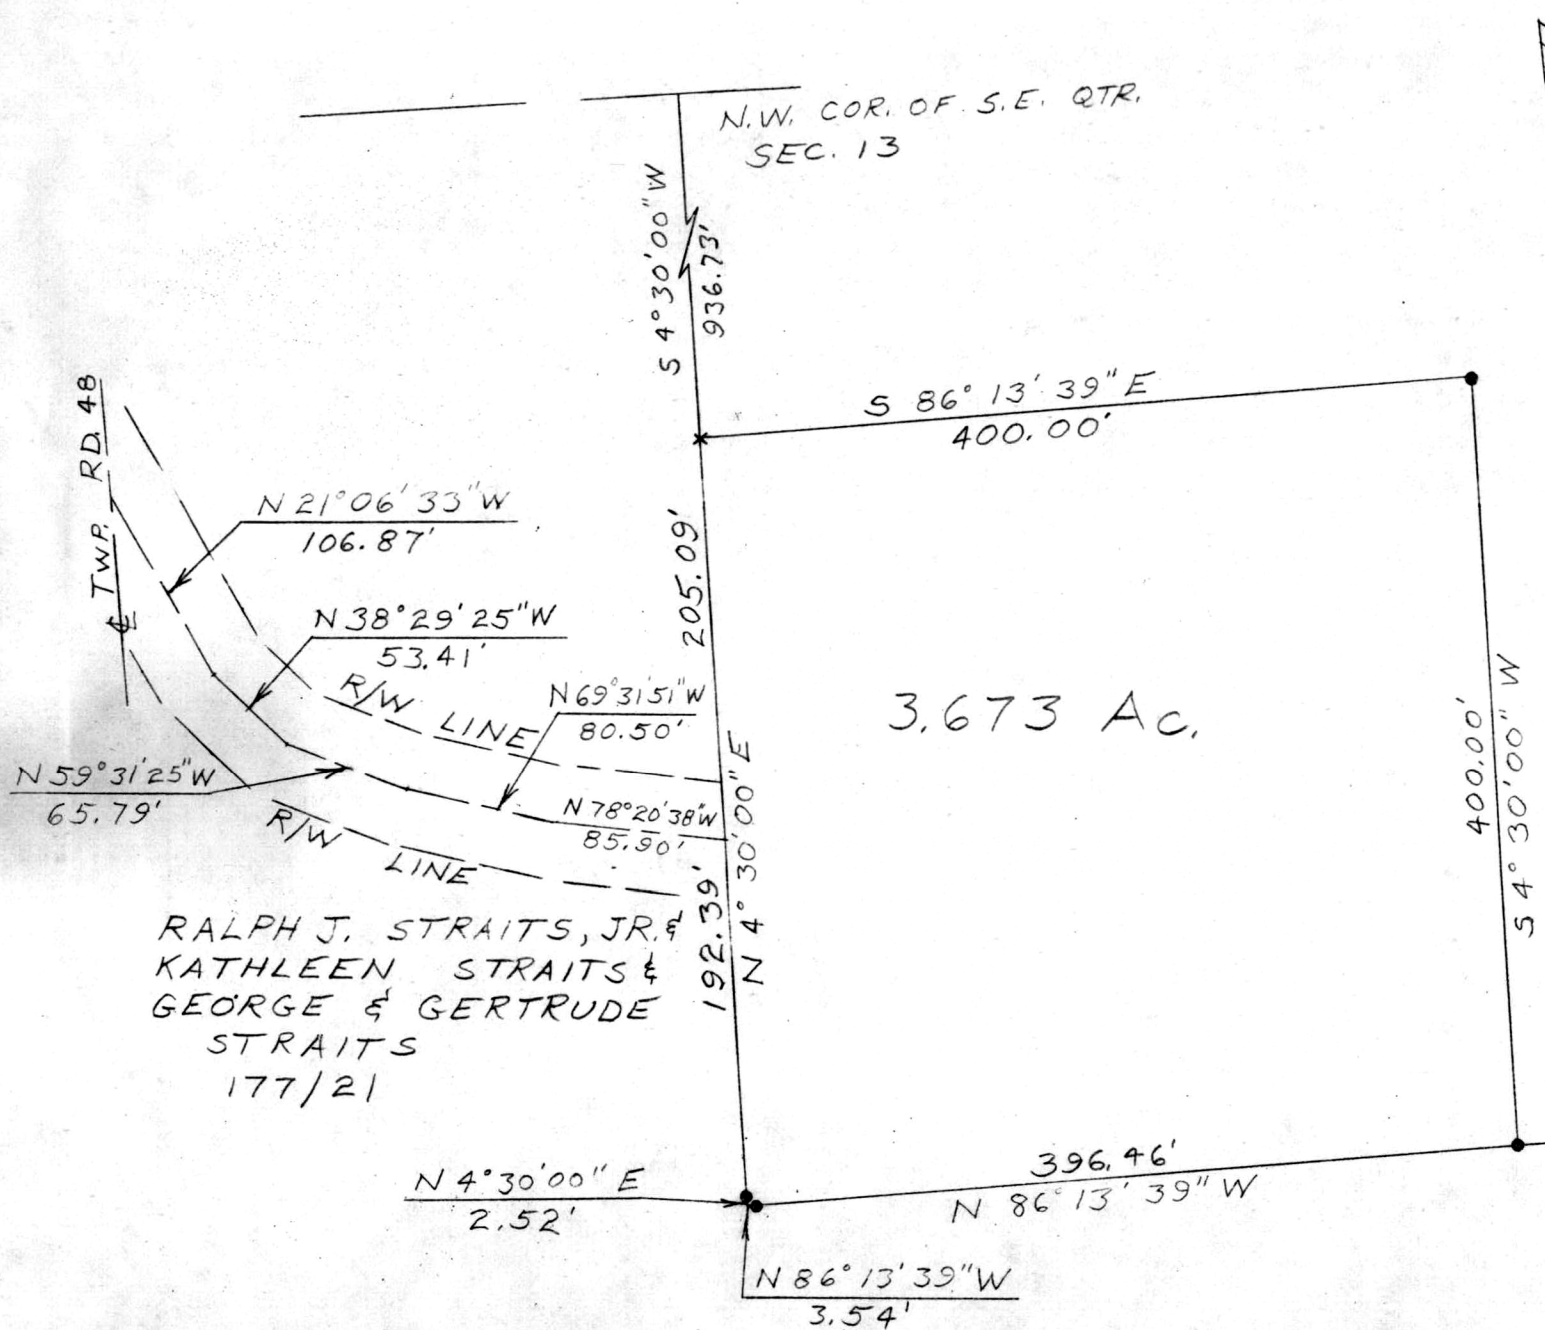 N.W. COR. OF S.E. QTR.
SEC. 13
S 4° 30' 00" W
936.73'
S 86° 13' 39" E
400.00'
℄ TWP. RD. 48
N 21° 06' 33" W
106.87'
N 38° 29' 25" W
53.41'
205.09'
R/W LINE
N 69° 31' 51" W
80.50'
3.673 Ac.
400.00'
S 4° 30' 00" W
N 59° 31' 25" W
65.79'
R/W LINE
N 78° 20' 38" W
85.90'
192.39'
N 4° 30' 00" E
RALPH J. STRAITS, JR. &
KATHLEEN STRAITS &
GEORGE & GERTRUDE
STRAITS
177/21
N 4° 30' 00" E
2.52'
396.46'
N 86° 13' 39" W
N 86° 13' 39" W
3.54'